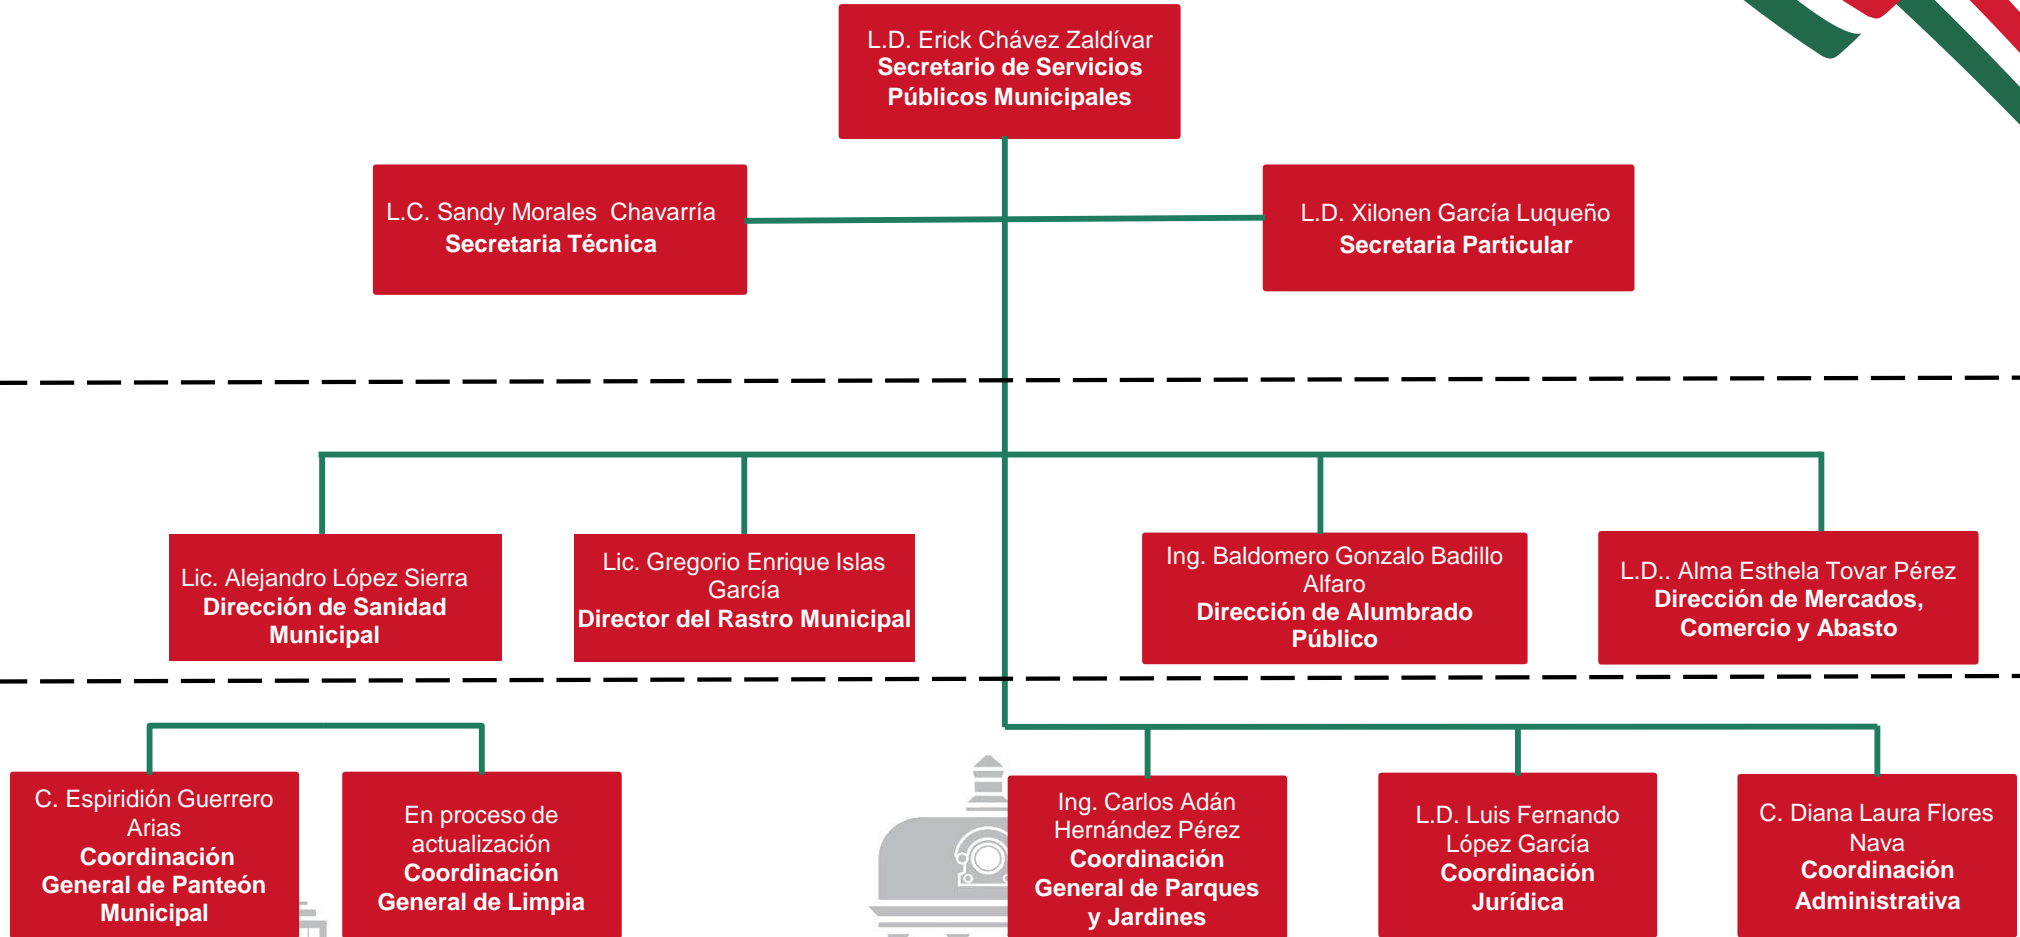 L.D. Erick Chávez Zaldívar
Secretario de Servicios
Públicos Municipales
L.C. Sandy Morales  Chavarría
Secretaria Técnica
L.D. Xilonen García Luqueño
Secretaria Particular
Lic. Alejandro López Sierra
Dirección de Sanidad
Municipal
Lic. Gregorio Enrique Islas
García
Director del Rastro Municipal
Ing. Baldomero Gonzalo Badillo
Alfaro
Dirección de Alumbrado
Público
L.D.. Alma Esthela Tovar Pérez
Dirección de Mercados,
Comercio y Abasto
C. Espiridión Guerrero
Arias
Coordinación
General de Panteón
Municipal
En proceso de
actualización
Coordinación
General de Limpia
Ing. Carlos Adán
Hernández Pérez
Coordinación
General de Parques
y Jardines
L.D. Luis Fernando
López García
Coordinación
Jurídica
C. Diana Laura Flores
Nava
Coordinación
Administrativa